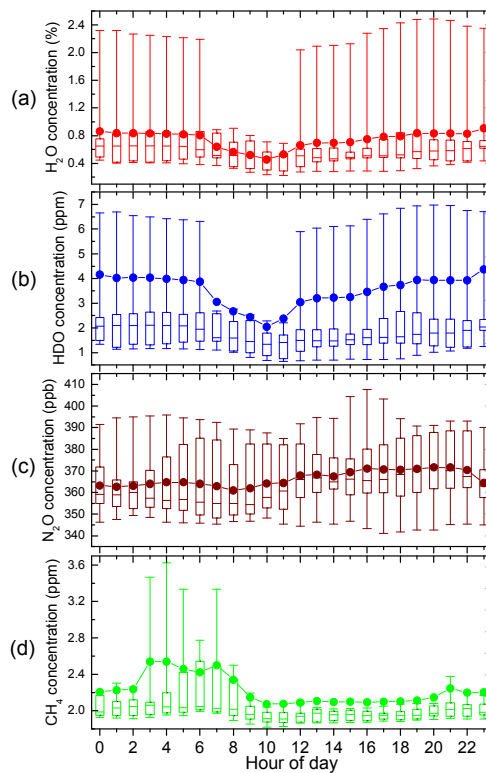 (a)
H₂O concentration (%)
2.4
2.0
1.6
1.2
0.8
0.4
(b)
HDO concentration (ppm)
7
6
5
4
3
2
1
(c)
N₂O concentration (ppb)
410
400
390
380
370
360
350
340
(d)
CH₄ concentration (ppm)
3.6
3.2
2.8
2.4
2.0
0 2 4 6 8 10 12 14 16 18 20 22
Hour of day